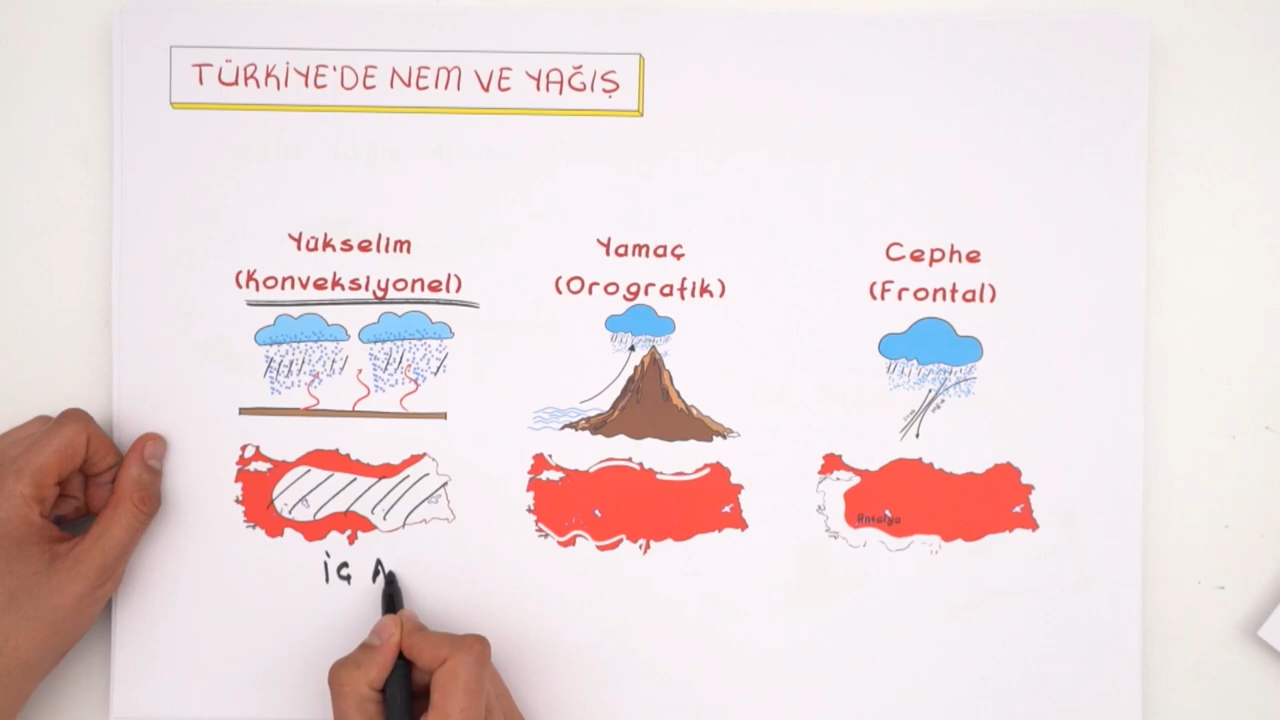 TÜRKİYE'DE NEM VE YAĞIŞ
Yükselim
(Konveksiyonel)
Yamaç
(Orografik)
Cephe
(Frontal)
Antalya
İÇ A